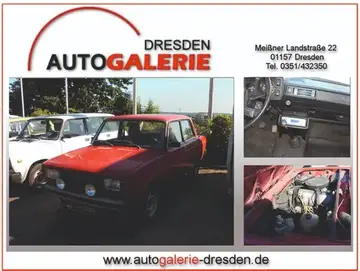 DRESDEN
AUTOGALERIE
Meißner Landstraße 22
01157 Dresden
Tel. 0351/432350
www.autogalerie-dresden.de